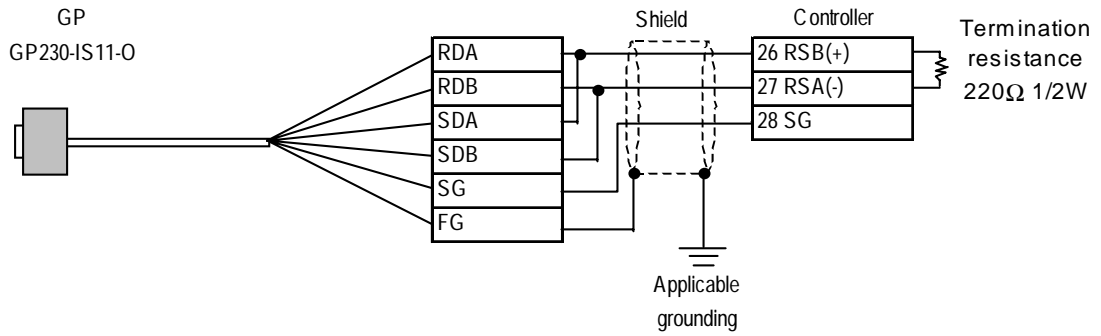 GP
GP230-IS11-O
RDA
RDB
SDA
SDB
SG
FG
Shield
Controller
26 RSB(+)
27 RSA(-)
28 SG
Termination
resistance
220Ω 1/2W
Applicable
grounding